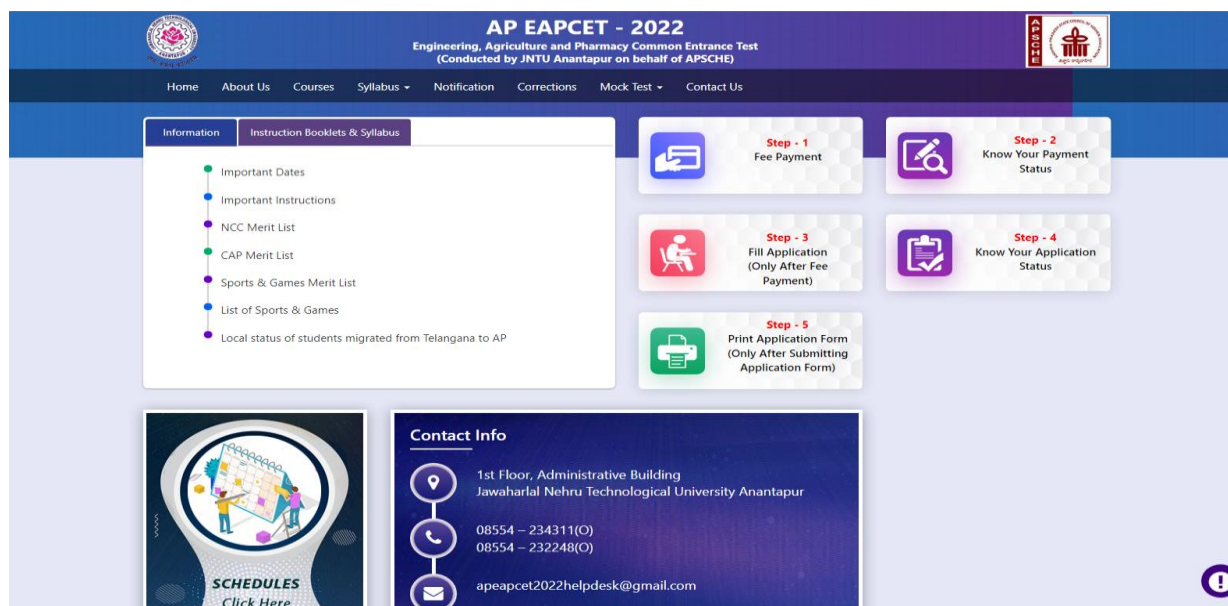 AP EAPCET - 2022
Engineering, Agriculture and Pharmacy Common Entrance Test
(Conducted by JNTU Anantapur on behalf of APSCHE)
APSCHE
Home About Us Courses Syllabus Notification Corrections Mock Test Contact Us
Information Instruction Booklets & Syllabus
Important Dates
Important Instructions
NCC Merit List
CAP Merit List
Sports & Games Merit List
List of Sports & Games
Local status of students migrated from Telangana to AP
Step - 1
Fee Payment
Step - 2
Know Your Payment
Status
Step - 3
Fill Application
(Only After Fee
Payment)
Step - 4
Know Your Application
Status
Step - 5
Print Application Form
(Only After Submitting
Application Form)
SCHEDULES
Click Here
Contact Info
1st Floor, Administrative Building
Jawaharlal Nehru Technological University Anantapur
08554 – 234311(O)
08554 – 232248(O)
apeapcet2022helpdesk@gmail.com